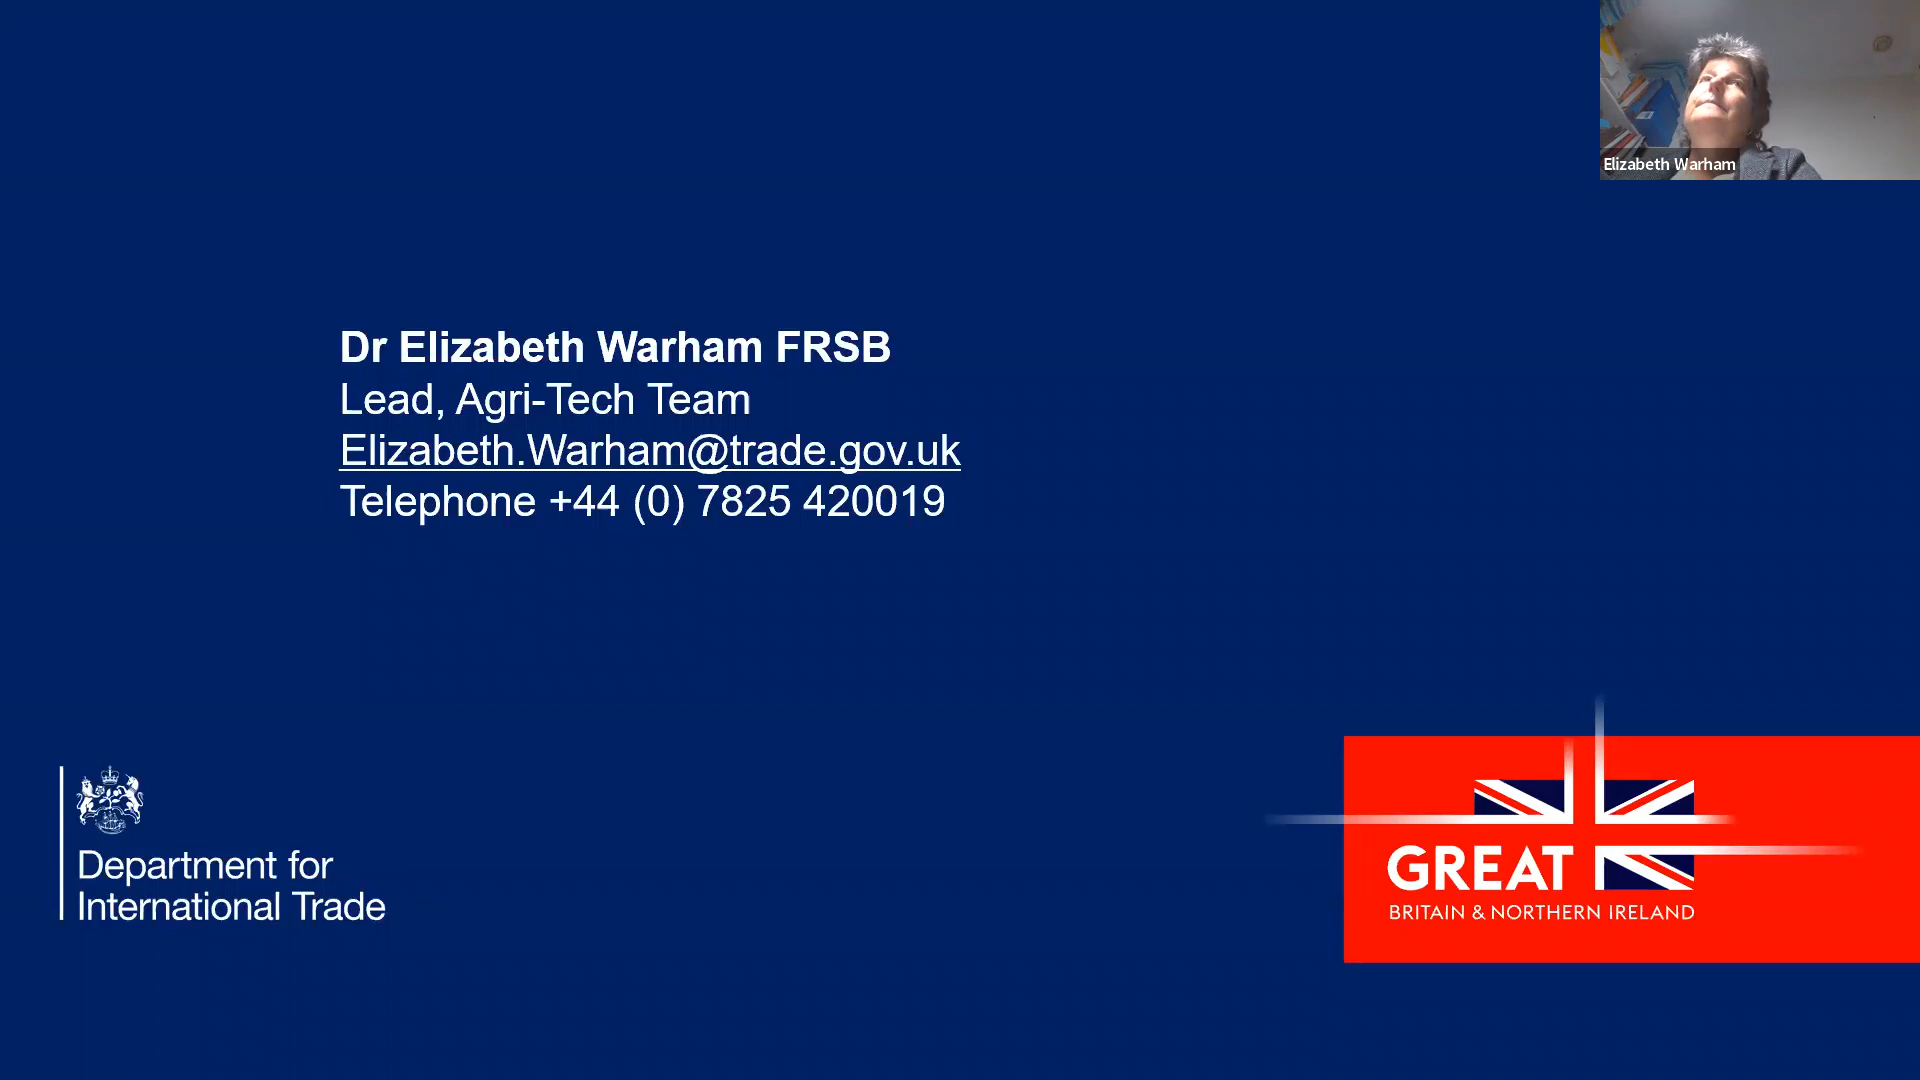 Elizabeth Warham
Dr Elizabeth Warham FRSB
Lead, Agri-Tech Team
Elizabeth.Warham@trade.gov.uk
Telephone +44 (0) 7825 420019
Department for
International Trade
GREAT
BRITAIN & NORTHERN IRELAND